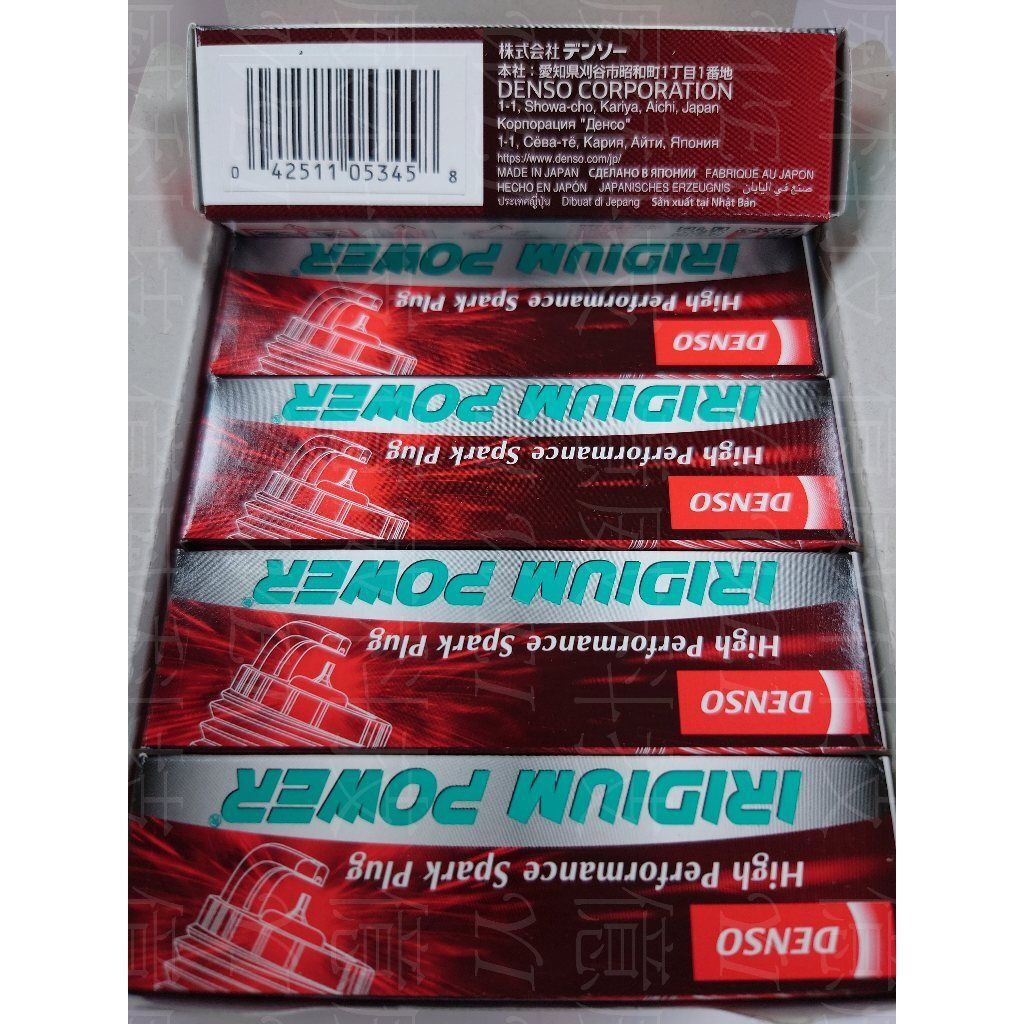 株式会社 デンソー
本社：愛知県刈谷市昭和町1丁目1番地
DENSO CORPORATION
1-1, Showa-cho, Kariya, Aichi, Japan
Корпорация "Денсо"
1-1, Сёва-тё, Кария, Айти, Япония
https://www.denso.com/jp/
MADE IN JAPAN СДЕЛАНО В ЯПОНИИ FABRIQUE AU JAPON
HECHO EN JAPÓN JAPANISCHES ERZEUGNIS صنع في اليابان
ประเทศญี่ปุ่น Dibuat di Jepang Sản xuất tại Nhật Bản
0 42511 05345 8
IRIDIUM POWER®
High Performance Spark Plug
DENSO
IRIDIUM POWER®
High Performance Spark Plug
DENSO
IRIDIUM POWER®
High Performance Spark Plug
DENSO
IRIDIUM POWER®
High Performance Spark Plug
DENSO